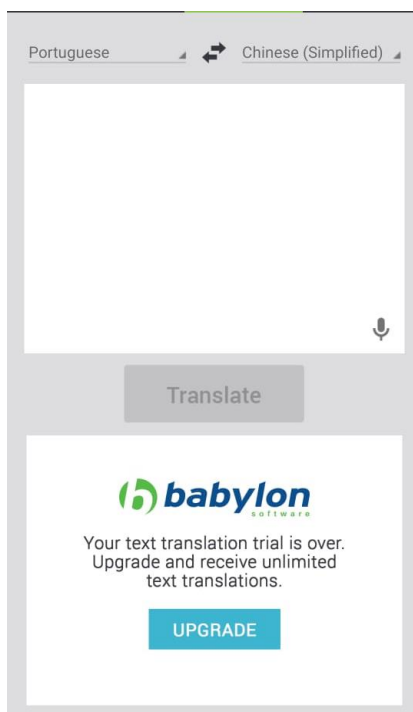 Portuguese Chinese (Simplified)
Translate
babylon
software
Your text translation trial is over.
Upgrade and receive unlimited
text translations.
UPGRADE